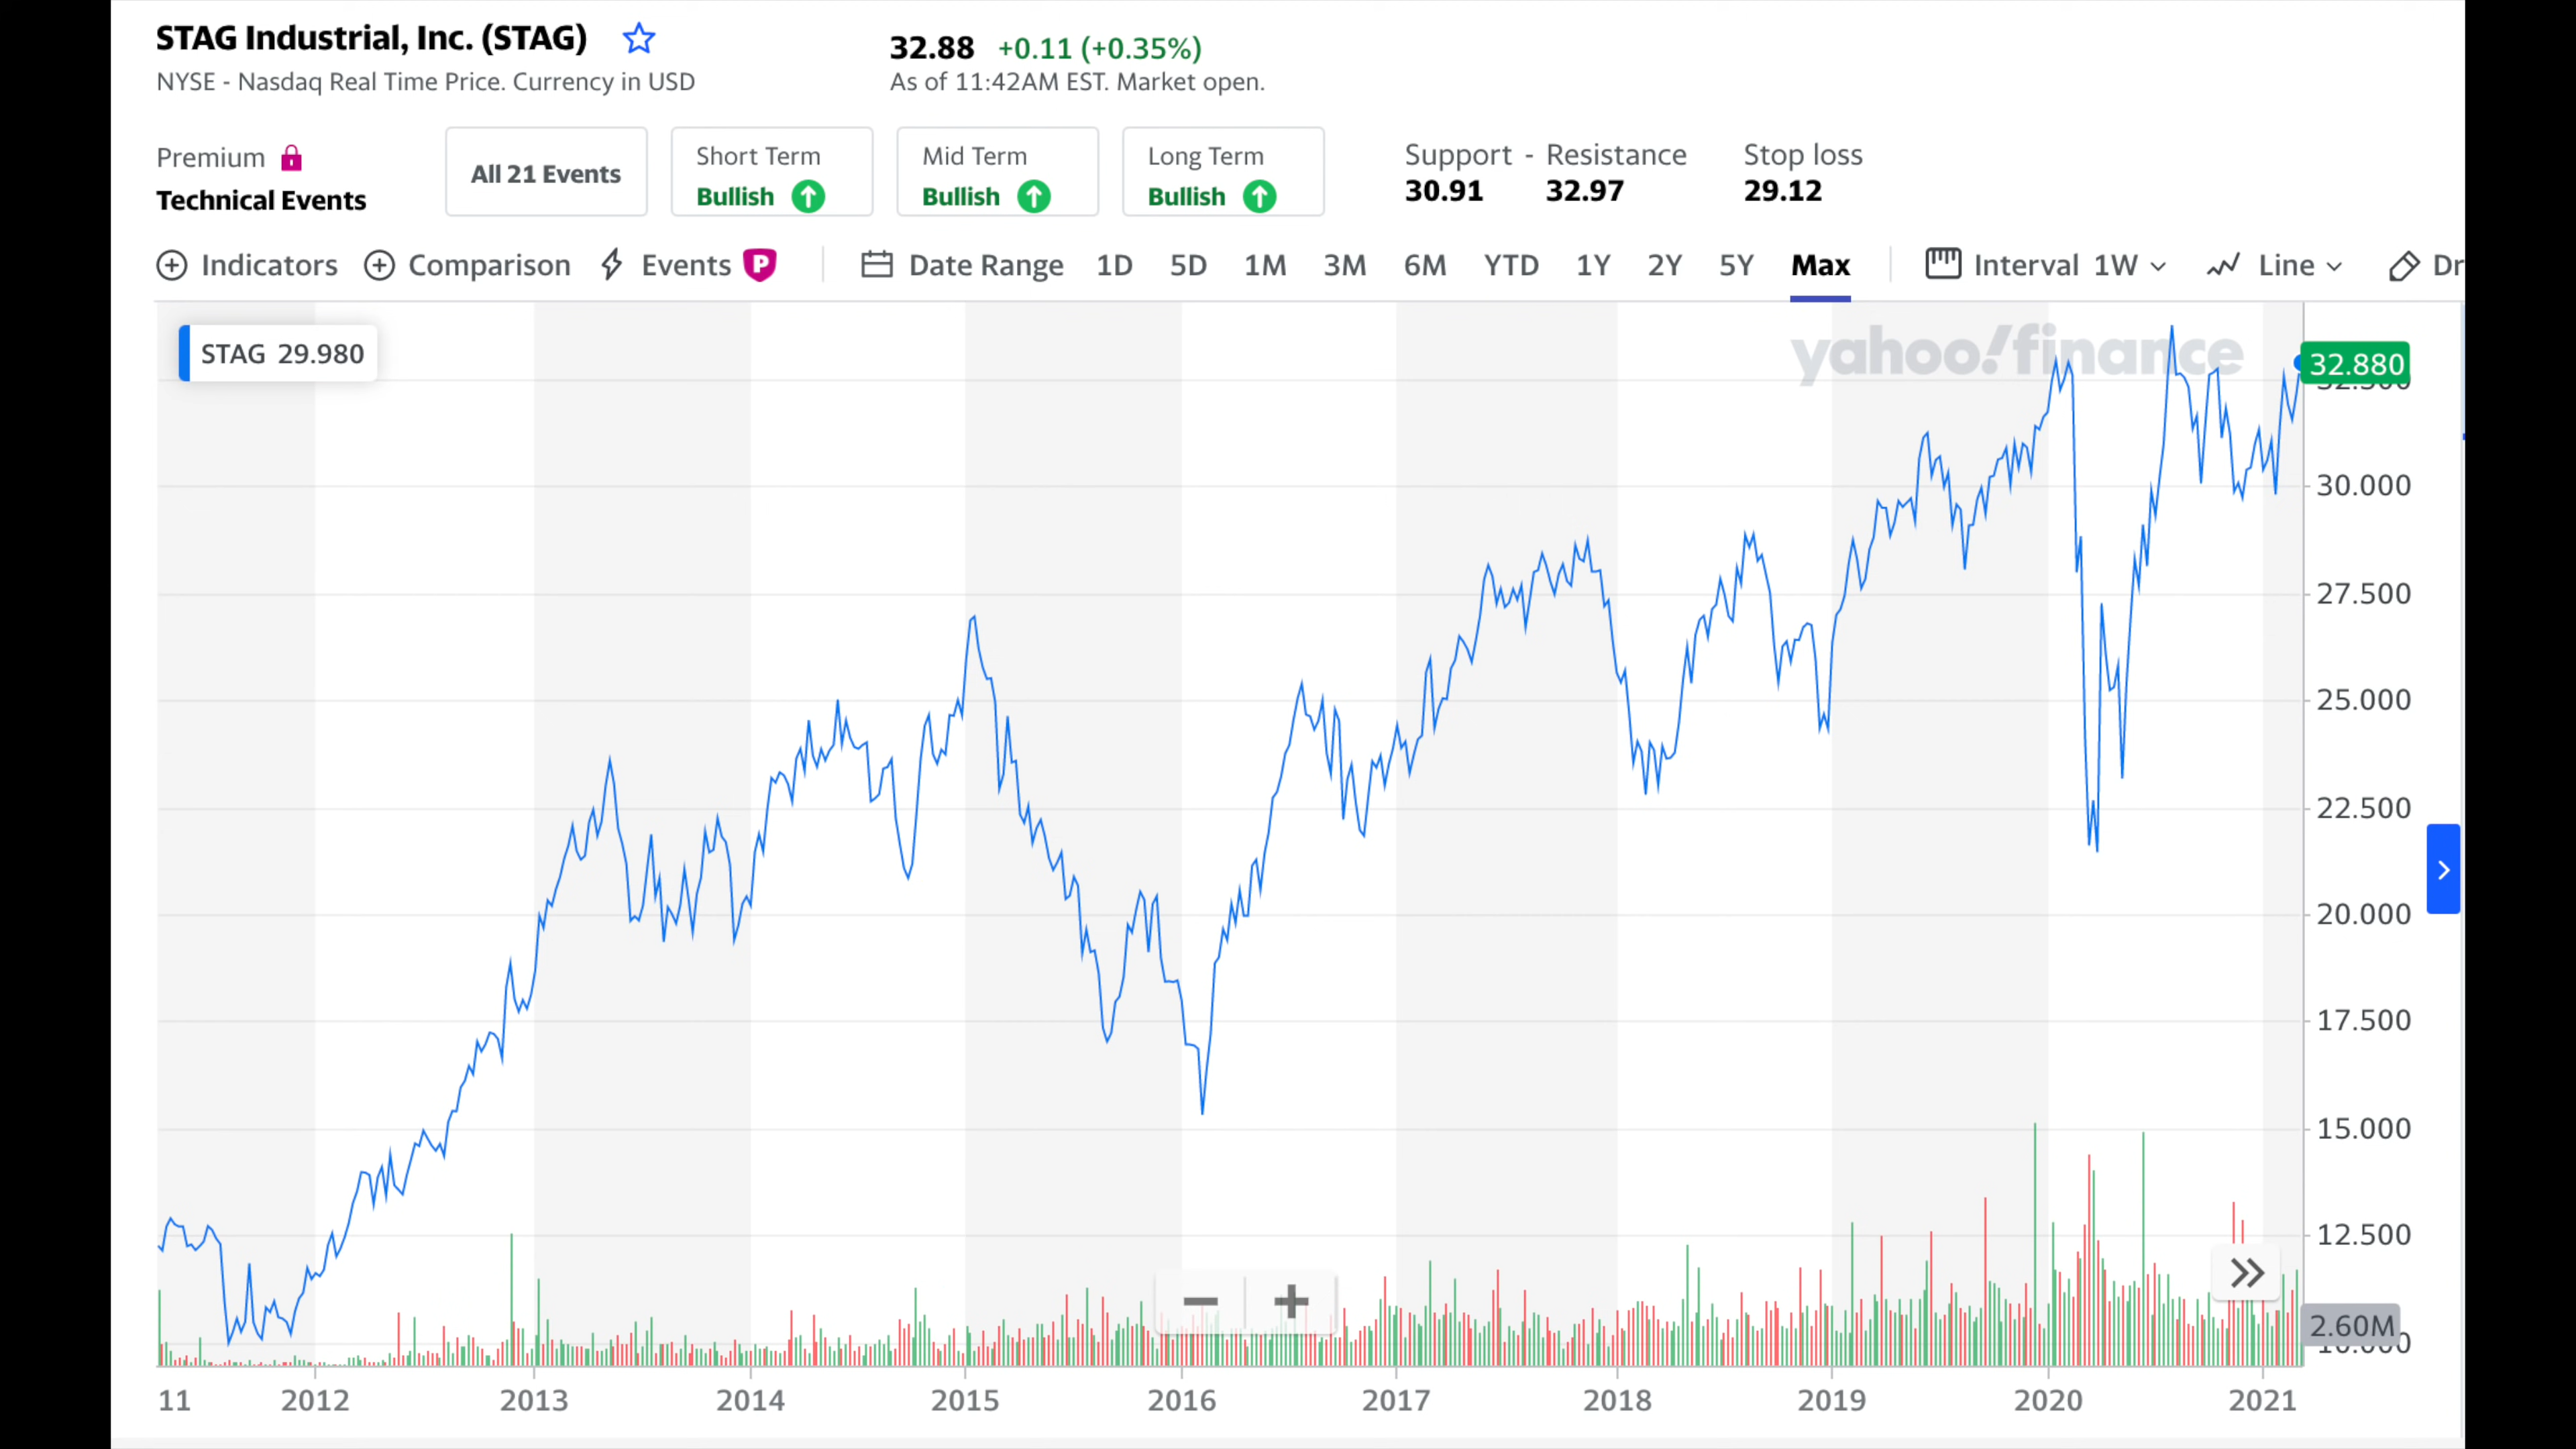 STAG Industrial, Inc. (STAG)
32.88 +0.11 (+0.35%)
NYSE - Nasdaq Real Time Price. Currency in USD
As of 11:42AM EST. Market open.
Premium
Technical Events
All 21 Events
Short Term
Bullish
Mid Term
Bullish
Long Term
Bullish
Support - Resistance
30.91 32.97
Stop loss
29.12
Indicators Comparison Events P Date Range 1D 5D 1M 3M 6M YTD 1Y 2Y 5Y Max Interval 1W Line Dr
STAG 29.980
yahoo!finance
32.880
32.500
30.000
27.500
25.000
22.500
20.000
17.500
15.000
12.500
2.60M
10.000
11 2012 2013 2014 2015 2016 2017 2018 2019 2020 2021